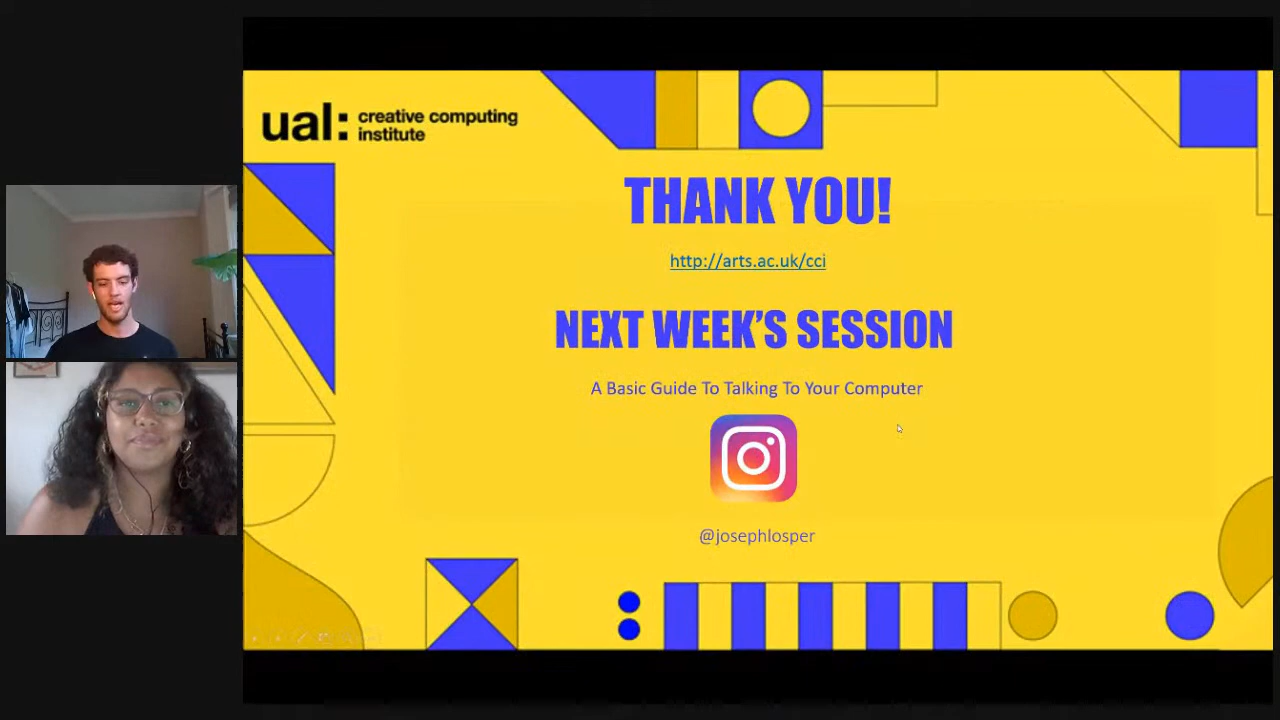 ual: creative computing
institute
THANK YOU!
http://arts.ac.uk/cci
NEXT WEEK'S SESSION
A Basic Guide To Talking To Your Computer
@josephlosper